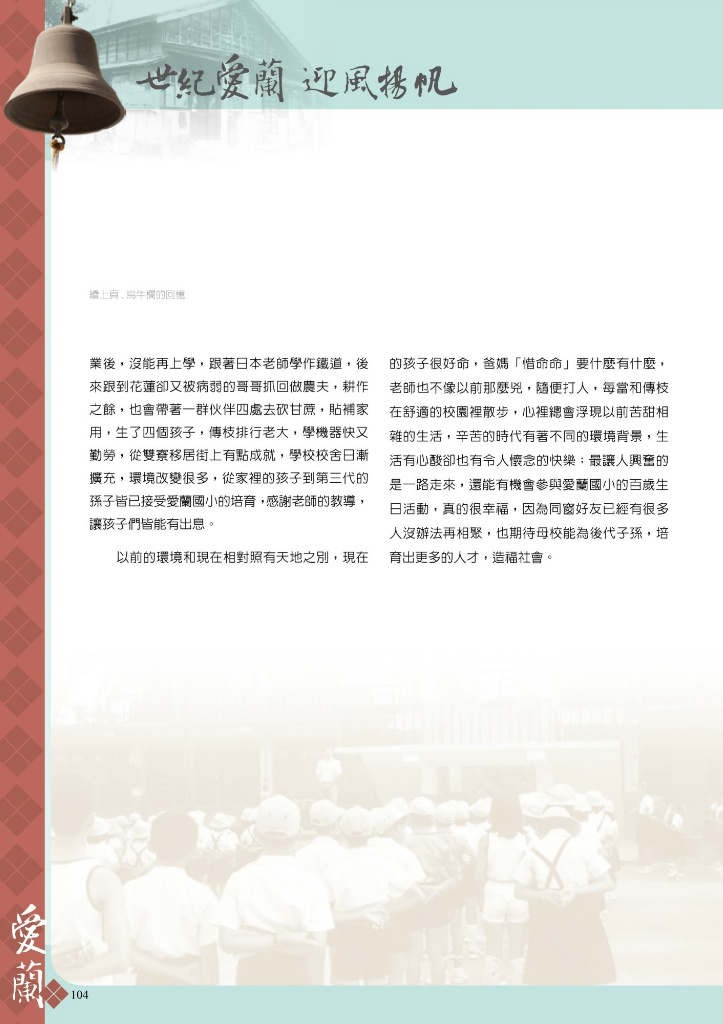 世紀愛蘭 迎風揚帆
續上頁．烏牛欄的回憶
業後，沒能再上學，跟著日本老師學作鐵道，後
來跟到花蓮卻又被病弱的哥哥抓回做農夫，耕作
之餘，也會帶著一群伙伴四處去砍甘蔗，貼補家
用，生了四個孩子，傳枝排行老大，學機器快又
勤勞，從雙寮移居街上有點成就，學校校舍日漸
擴充，環境改變很多，從家裡的孩子到第三代的
孫子皆已接受愛蘭國小的培育，感謝老師的教導，
讓孩子們皆能有出息。
以前的環境和現在相對照有天地之別，現在
的孩子很好命，爸媽「惜命命」要什麼有什麼，
老師也不像以前那麼兇，隨便打人，每當和傳枝
在舒適的校園裡散步，心裡總會浮現以前苦甜相
雜的生活，辛苦的時代有著不同的環境背景，生
活有心酸卻也有令人懷念的快樂；最讓人興奮的
是一路走來，還能有機會參與愛蘭國小的百歲生
日活動，真的很幸福，因為同窗好友已經有很多
人沒辦法再相聚，也期待母校能為後代子孫，培
育出更多的人才，造福社會。
愛蘭
104